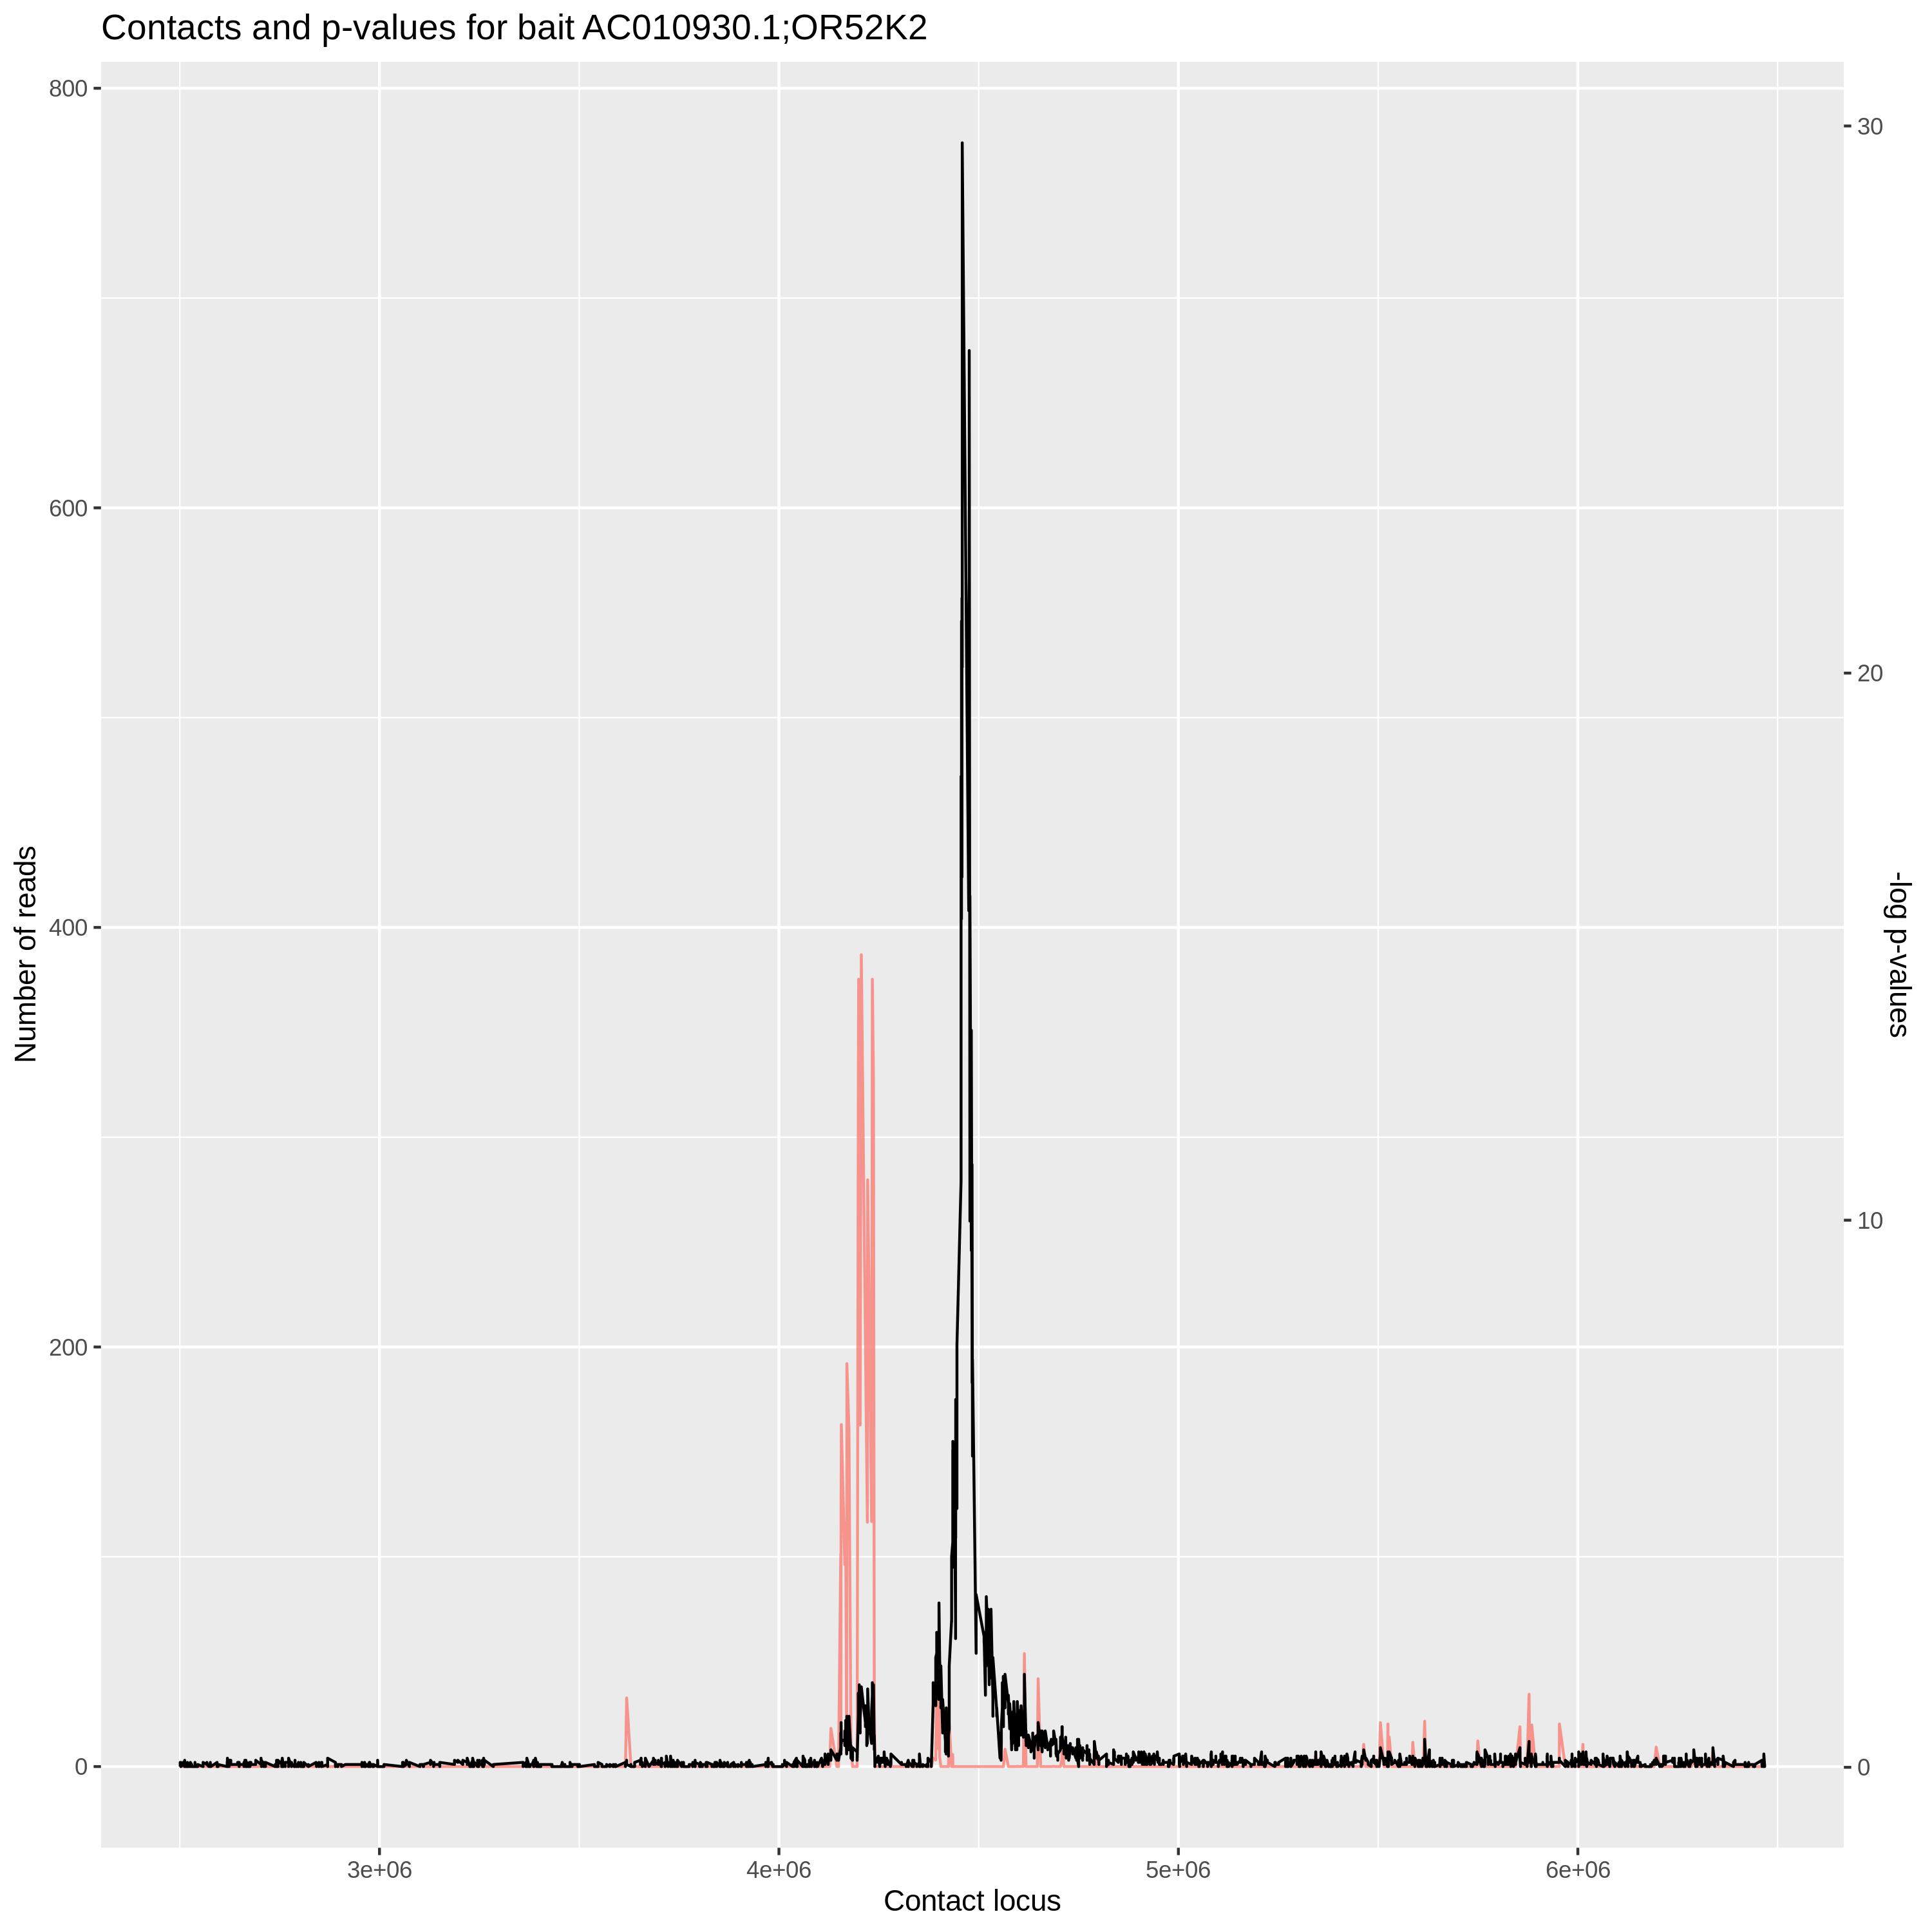 Contacts and p-values for bait AC010930.1;OR52K2
800
600
400
200
0
Number of reads
30
20
10
0
-log p-values
3e+06
4e+06
5e+06
6e+06
Contact locus